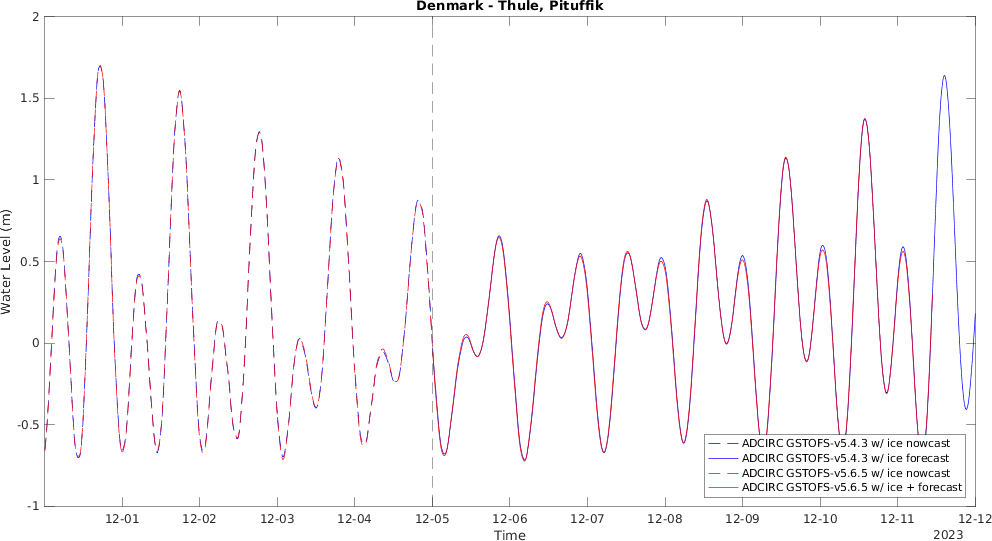 Denmark - Thule, Pituffik
2
1.5
1
0.5
0
-0.5
-1
Water Level (m)
12-01
12-02
12-03
12-04
12-05
12-06
12-07
12-08
12-09
12-10
12-11
12-12
Time
2023
ADCIRC GSTOFS-v5.4.3 w/ ice nowcast
ADCIRC GSTOFS-v5.4.3 w/ ice forecast
ADCIRC GSTOFS-v5.6.5 w/ ice nowcast
ADCIRC GSTOFS-v5.6.5 w/ ice + forecast